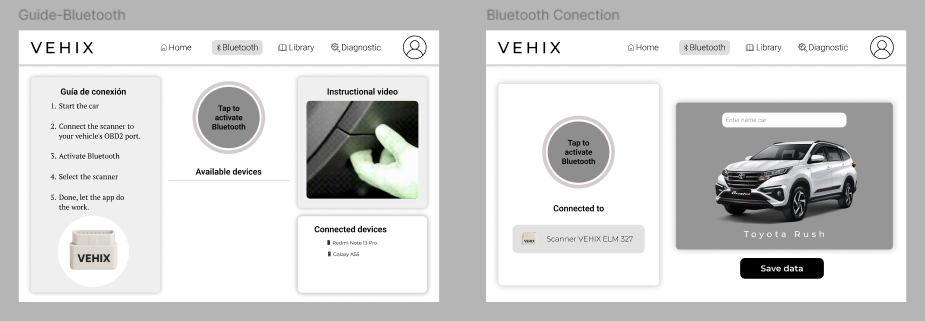 Guide-Bluetooth
VEHIX
Home
Bluetooth
Library
Diagnostic
Guía de conexión
1. Start the car
2. Connect the scanner to
your vehicle's OBD2 port.
3. Activate Bluetooth
4. Select the scanner
5. Done, let the app do
the work.
VEHIX
Tap to
activate
Bluetooth
Available devices
Instructional video
Connected devices
Redmi Note 13 Pro
Galaxy A55
Bluetooth Conection
VEHIX
Home
Bluetooth
Library
Diagnostic
Tap to
activate
Bluetooth
Connected to
VEHIX
Scanner VEHIX ELM 327
Enter name car
Toyota Rush
Save data